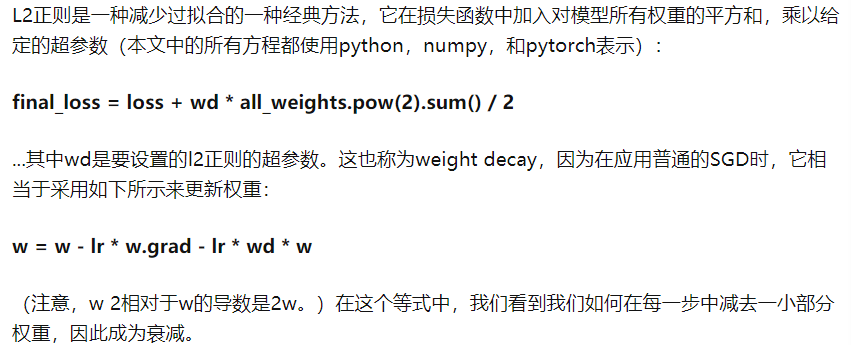 L2正则是一种减少过拟合的一种经典方法，它在损失函数中加入对模型所有权重的平方和，乘以给
定的超参数（本文中的所有方程都使用python，numpy，和pytorch表示）：
final_loss = loss + wd * all_weights.pow(2).sum() / 2
...其中wd是要设置的l2正则的超参数。这也称为weight decay，因为在应用普通的SGD时，它相
当于采用如下所示来更新权重：
w = w - lr * w.grad - lr * wd * w
（注意，w 2相对于w的导数是2w。）在这个等式中，我们看到我们如何在每一步中减去一小部分
权重，因此成为衰减。